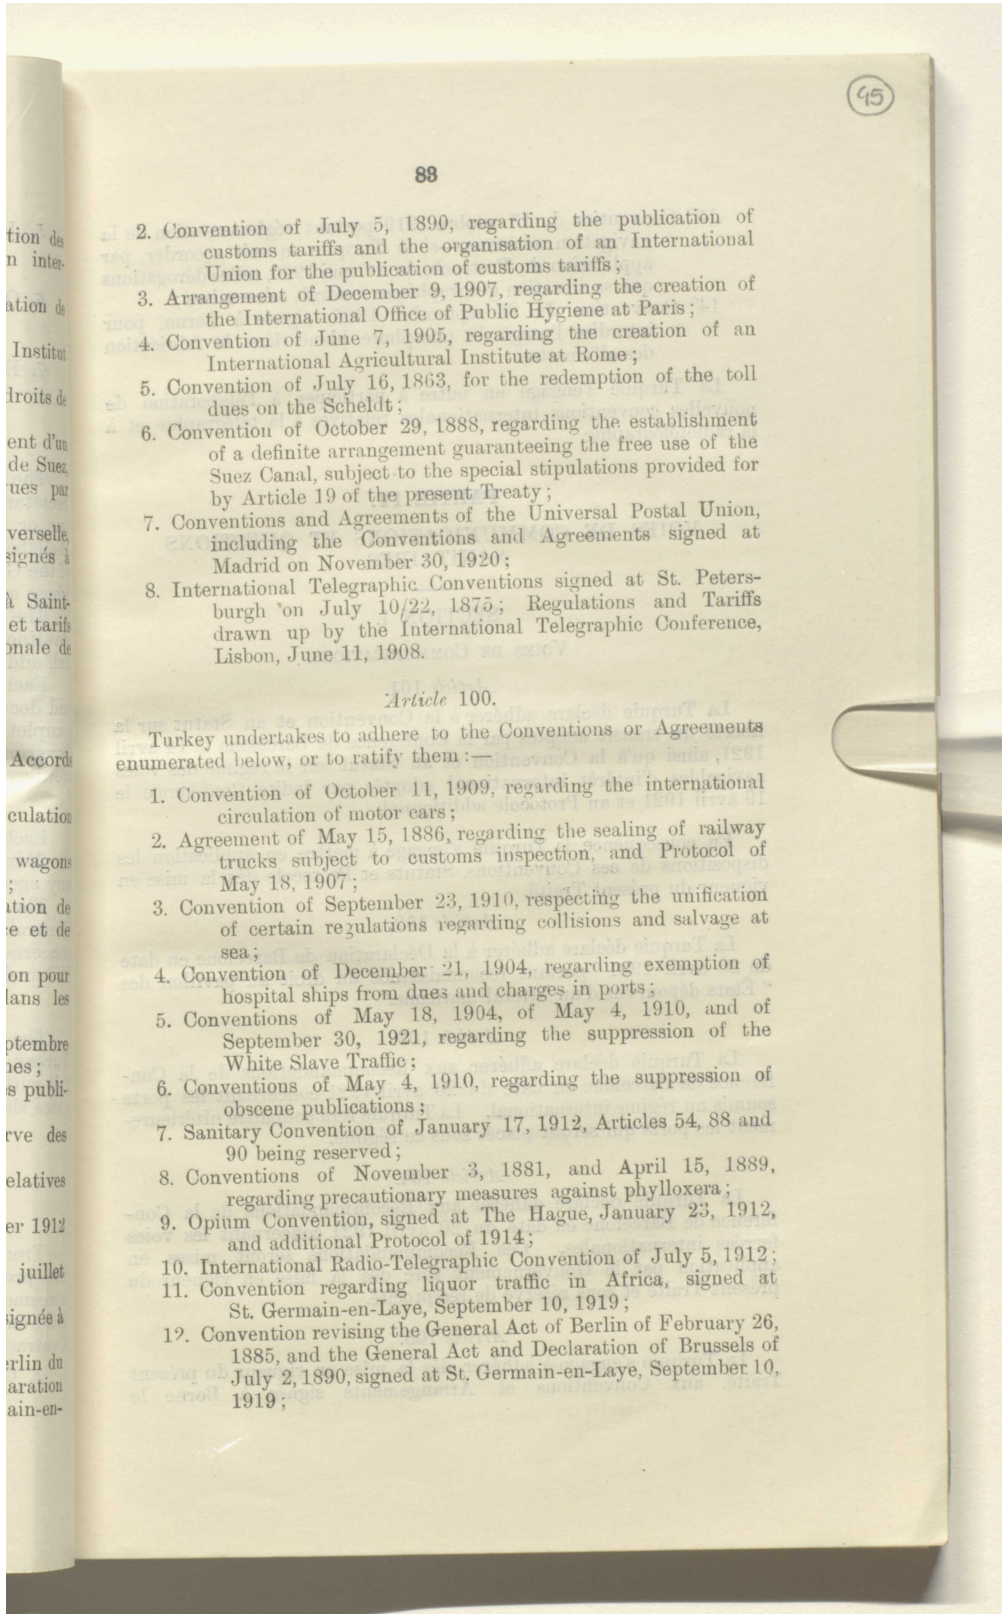 45
83
2. Convention of July 5, 1890, regarding the publication of
customs tariffs and the organisation of an International
Union for the publication of customs tariffs;
3. Arrangement of December 9, 1907, regarding the creation of
the International Office of Public Hygiene at Paris;
4. Convention of June 7, 1905, regarding the creation of an
International Agricultural Institute at Rome;
5. Convention of July 16, 1863, for the redemption of the toll
dues on the Scheldt;
6. Convention of October 29, 1888, regarding the establishment
of a definite arrangement guaranteeing the free use of the
Suez Canal, subject to the special stipulations provided for
by Article 19 of the present Treaty;
7. Conventions and Agreements of the Universal Postal Union,
including the Conventions and Agreements signed at
Madrid on November 30, 1920;
8. International Telegraphic Conventions signed at St. Peters-
burgh on July 10/22, 1875; Regulations and Tariffs
drawn up by the International Telegraphic Conference,
Lisbon, June 11, 1908.
Article 100.
Turkey undertakes to adhere to the Conventions or Agreements
enumerated below, or to ratify them:—
1. Convention of October 11, 1909, regarding the international
circulation of motor cars;
2. Agreement of May 15, 1886, regarding the sealing of railway
trucks subject to customs inspection, and Protocol of
May 18, 1907;
3. Convention of September 23, 1910, respecting the unification
of certain regulations regarding collisions and salvage at
sea;
4. Convention of December 21, 1904, regarding exemption of
hospital ships from dues and charges in ports;
5. Conventions of May 18, 1904, of May 4, 1910, and of
September 30, 1921, regarding the suppression of the
White Slave Traffic;
6. Conventions of May 4, 1910, regarding the suppression of
obscene publications;
7. Sanitary Convention of January 17, 1912, Articles 54, 88 and
90 being reserved;
8. Conventions of November 3, 1881, and April 15, 1889,
regarding precautionary measures against phylloxera;
9. Opium Convention, signed at The Hague, January 23, 1912,
and additional Protocol of 1914;
10. International Radio-Telegraphic Convention of July 5, 1912;
11. Convention regarding liquor traffic in Africa, signed at
St. Germain-en-Laye, September 10, 1919;
12. Convention revising the General Act of Berlin of February 26,
1885, and the General Act and Declaration of Brussels of
July 2, 1890, signed at St. Germain-en-Laye, September 10,
1919;